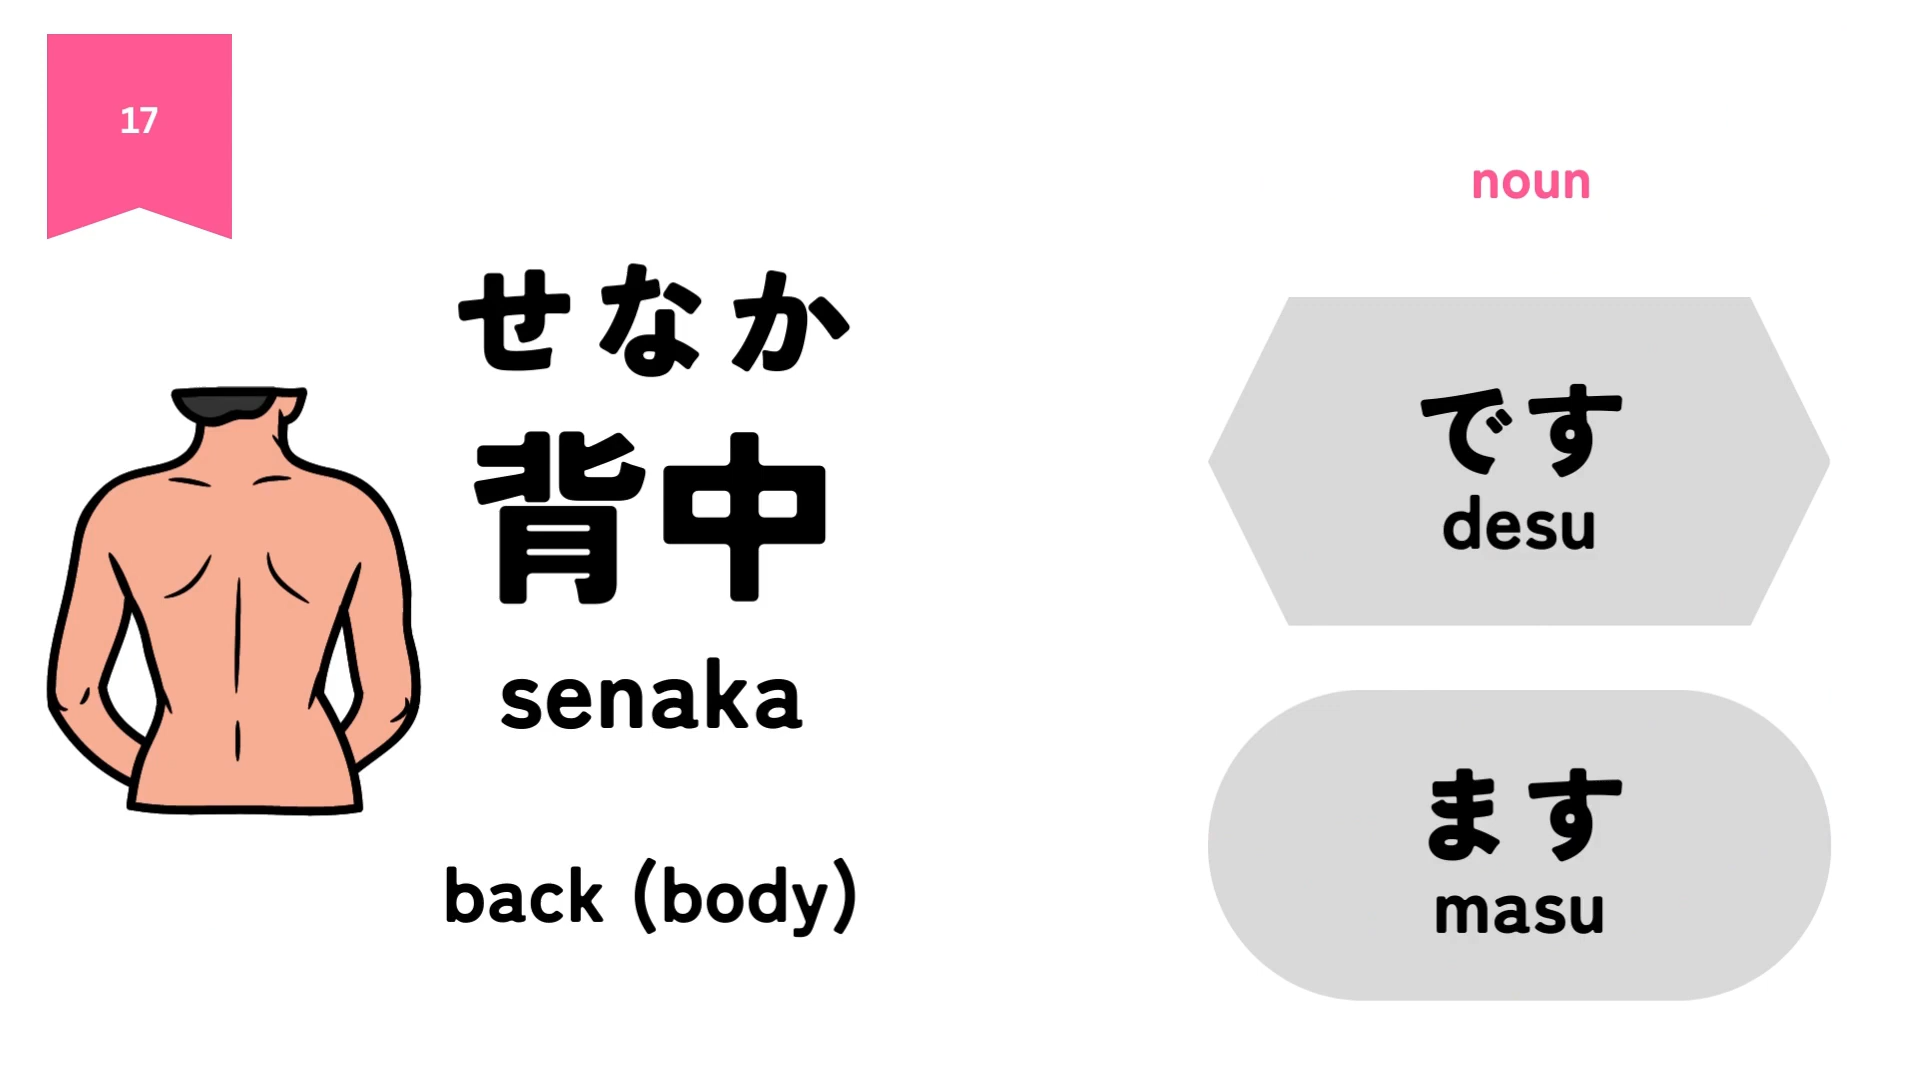 17
せなか
背中
senaka
back (body)
noun
です
desu
ます
masu